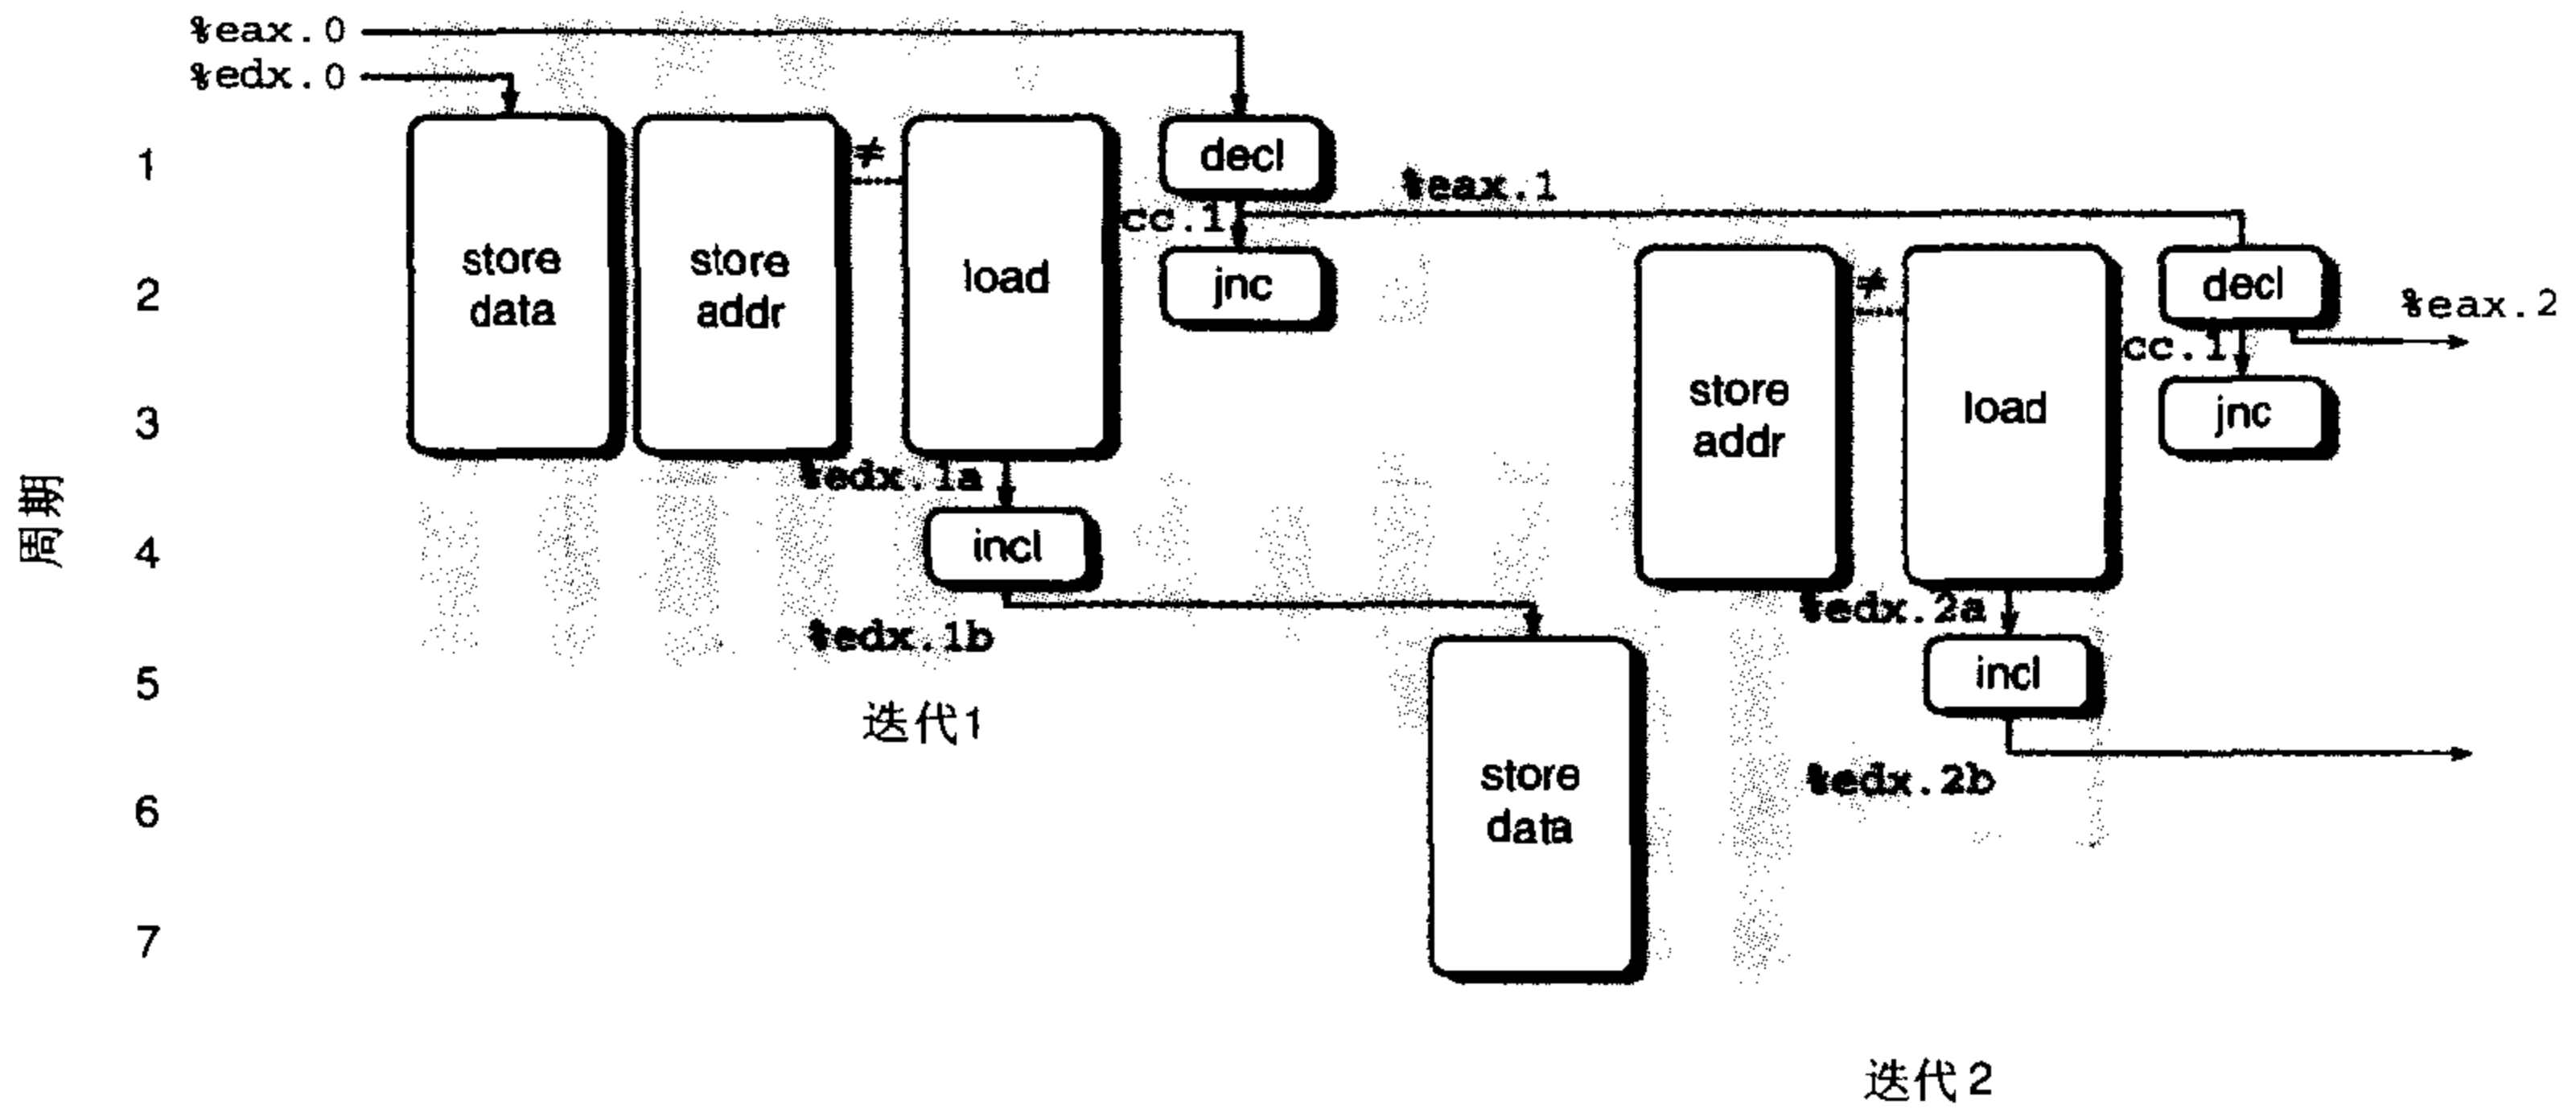 %eax.0
%edx.0
1
≠
decl
%eax.1
cc.1
store
data
store
addr
load
jnc
≠
decl
2
%eax.2
cc.1
store
addr
load
jnc
3
%edx.1a
周期
4
incl
%edx.2a
%edx.1b
5
incl
迭代1
store
data
%edx.2b
6
7
迭代2